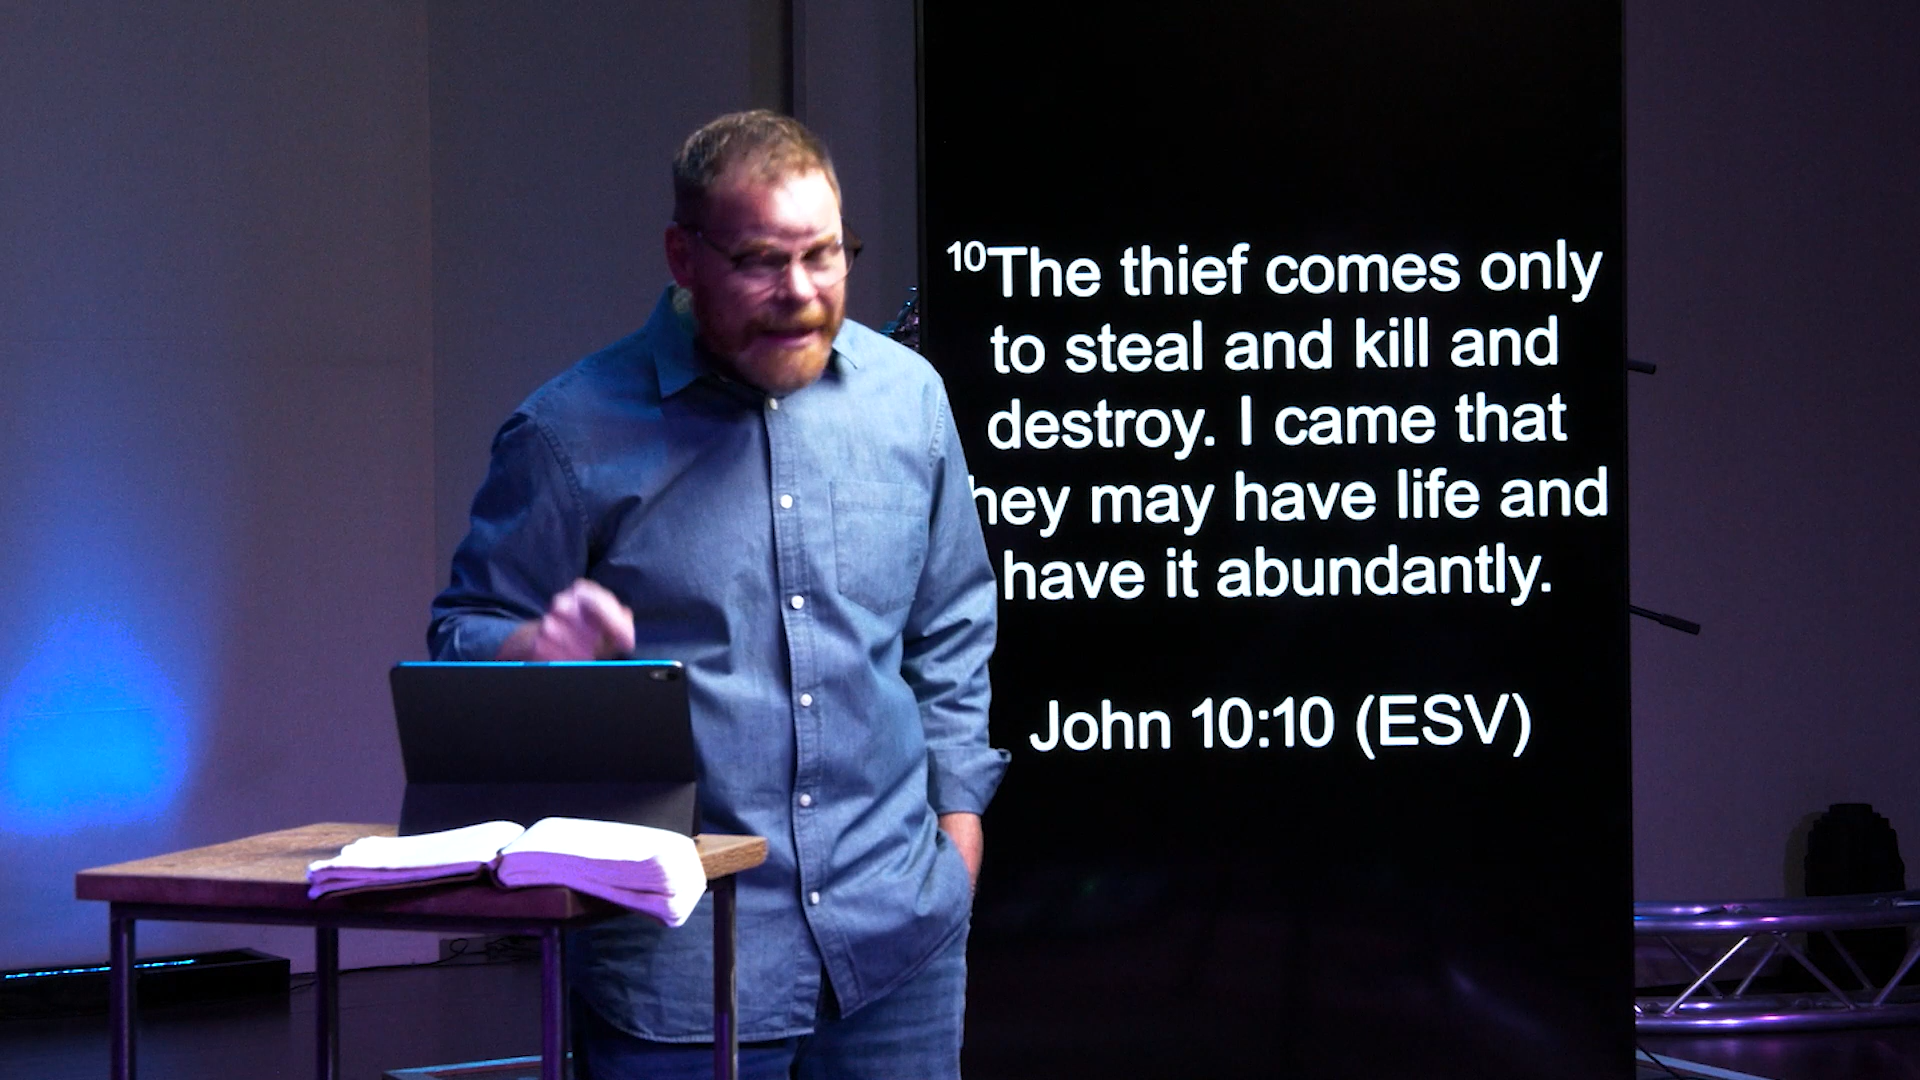 ¹⁰The thief comes only
to steal and kill and
destroy. I came that
hey may have life and
have it abundantly.
John 10:10 (ESV)